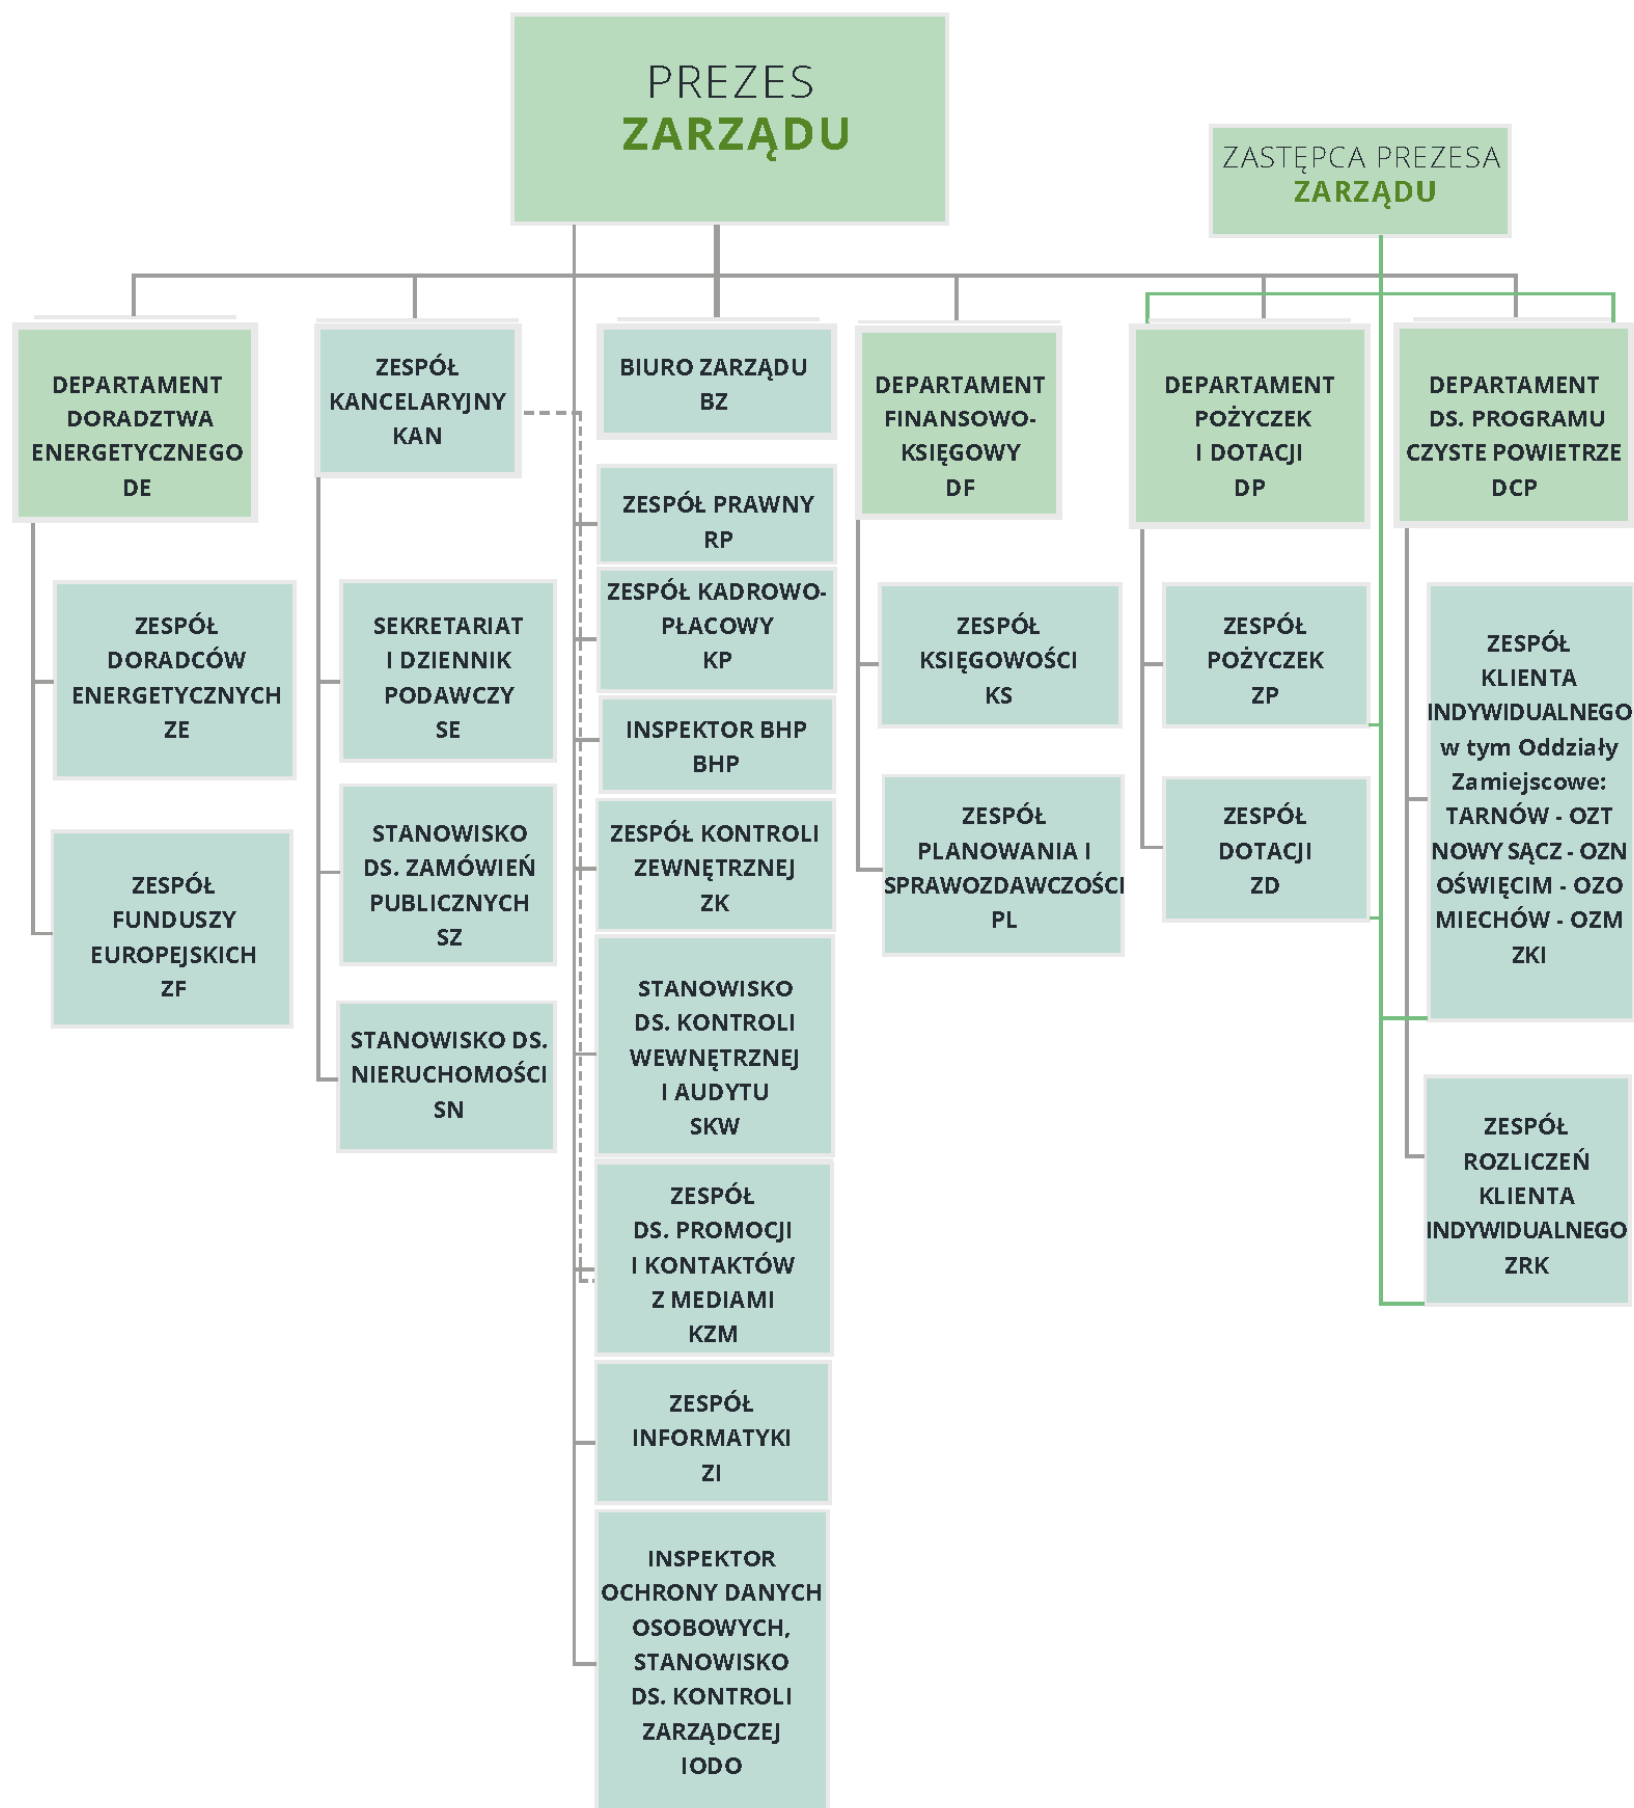 PREZES
ZARZĄDU
ZASTĘPCA PREZESA
ZARZĄDU
DEPARTAMENT
DORADZTWA
ENERGETYCZNEGO
DE
ZESPÓŁ
DORADCÓW
ENERGETYCZNYCH
ZE
ZESPÓŁ
FUNDUSZY
EUROPEJSKICH
ZF
ZESPÓŁ
KANCELARYJNY
KAN
SEKRETARIAT
I DZIENNIK
PODAWCZY
SE
STANOWISKO
DS. ZAMÓWIEŃ
PUBLICZNYCH
SZ
STANOWISKO DS.
NIERUCHOMOŚCI
SN
BIURO ZARZĄDU
BZ
ZESPÓŁ PRAWNY
RP
ZESPÓŁ KADROWO-
PŁACOWY
KP
INSPEKTOR BHP
BHP
ZESPÓŁ KONTROLI
ZEWNĘTRZNEJ
ZK
STANOWISKO
DS. KONTROLI
WEWNĘTRZNEJ
I AUDYTU
SKW
ZESPÓŁ
DS. PROMOCJI
I KONTAKTÓW
Z MEDIAMI
KZM
ZESPÓŁ
INFORMATYKI
ZI
INSPEKTOR
OCHRONY DANYCH
OSOBOWYCH,
STANOWISKO
DS. KONTROLI
ZARZĄDCZEJ
IODO
DEPARTAMENT
FINANSOWO-
KSIĘGOWY
DF
ZESPÓŁ
KSIĘGOWOŚCI
KS
ZESPÓŁ
PLANOWANIA I
SPRAWOZDAWCZOŚCI
PL
DEPARTAMENT
POŻYCZEK
I DOTACJI
DP
ZESPÓŁ
POŻYCZEK
ZP
ZESPÓŁ
DOTACJI
ZD
DEPARTAMENT
DS. PROGRAMU
CZYSTE POWIETRZE
DCP
ZESPÓŁ
KLIENTA
INDYWIDUALNEGO
w tym Oddziały
Zamiejscowe:
TARNÓW - OZT
NOWY SĄCZ - OZN
OŚWIĘCIM - OZO
MIECHÓW - OZM
ZKI
ZESPÓŁ
ROZLICZEŃ
KLIENTA
INDYWIDUALNEGO
ZRK